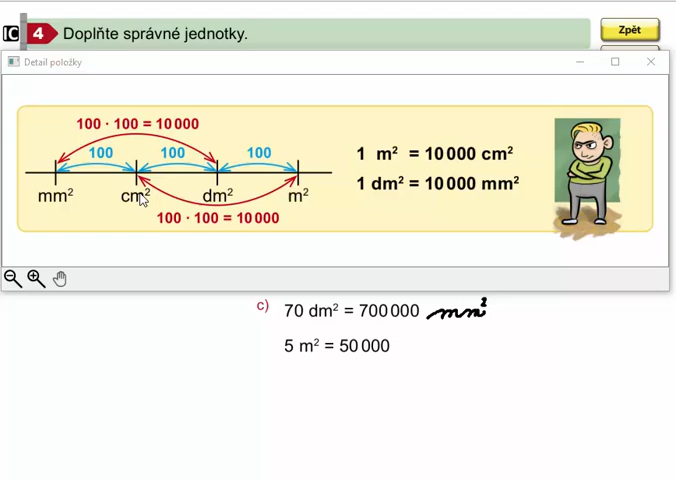 IC 4 Doplňte správné jednotky.
Zpět
Detail položky
100 · 100 = 10 000
100 100 100
mm² cm² dm² m²
100 · 100 = 10 000
1 m² = 10 000 cm²
1 dm² = 10 000 mm²
c) 70 dm² = 700 000 mm²
5 m² = 50 000